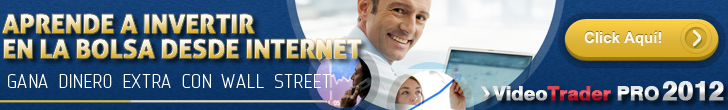 APRENDE A INVERTIR
EN LA BOLSA DESDE INTERNET
GANA DINERO EXTRA CON WALL STREET
Click Aquí!
VideoTrader PRO 2012